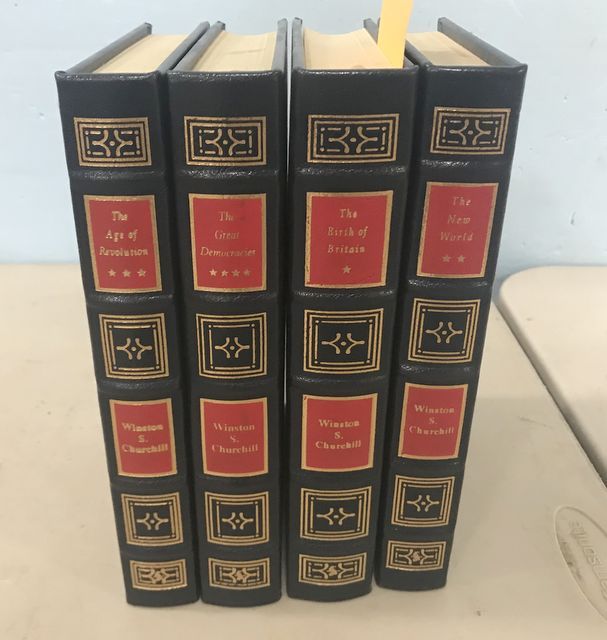 The
Age of
Revolution
★ ★ ★
Winston
S.
Churchill
The
Great
Democracies
★ ★ ★ ★
Winston
S.
Churchill
The
Birth of
Britain
★
Winston
S.
Churchill
The
New
World
★ ★
Winston
S.
Churchill